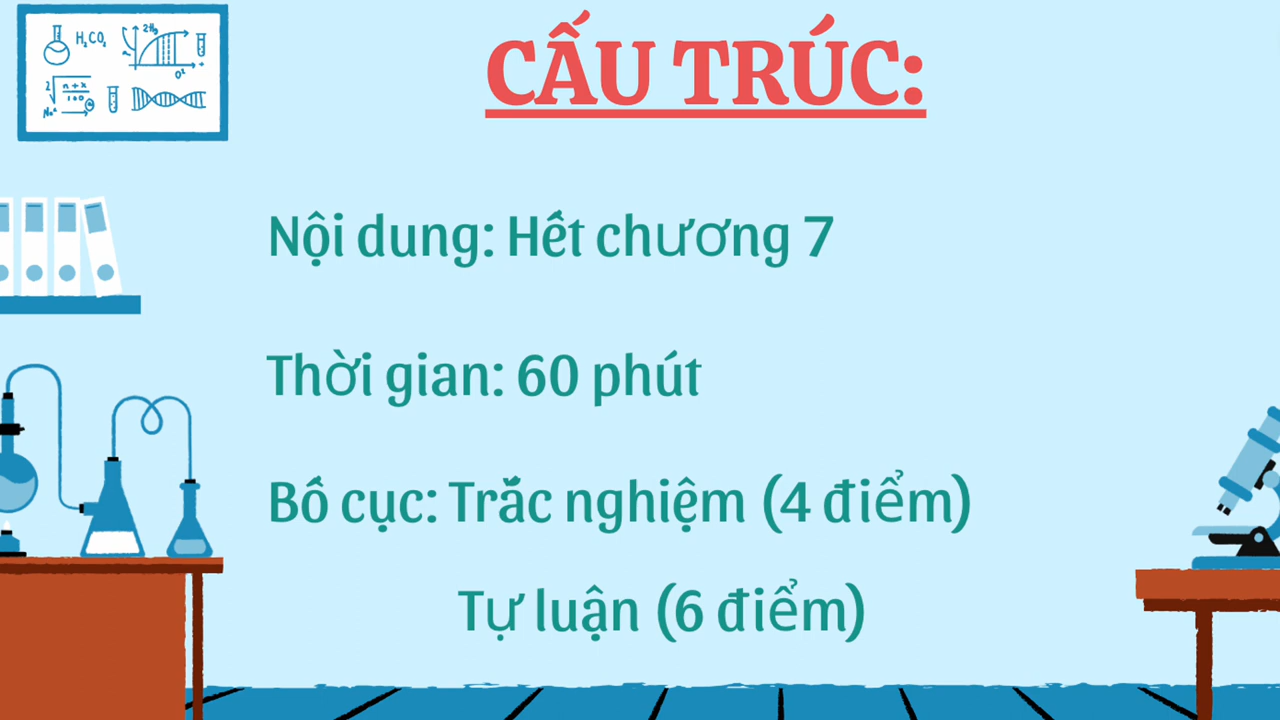 CẤU TRÚC:
Nội dung: Hết chương 7
Thời gian: 60 phút
Bố cục: Trắc nghiệm (4 điểm)
Tự luận (6 điểm)